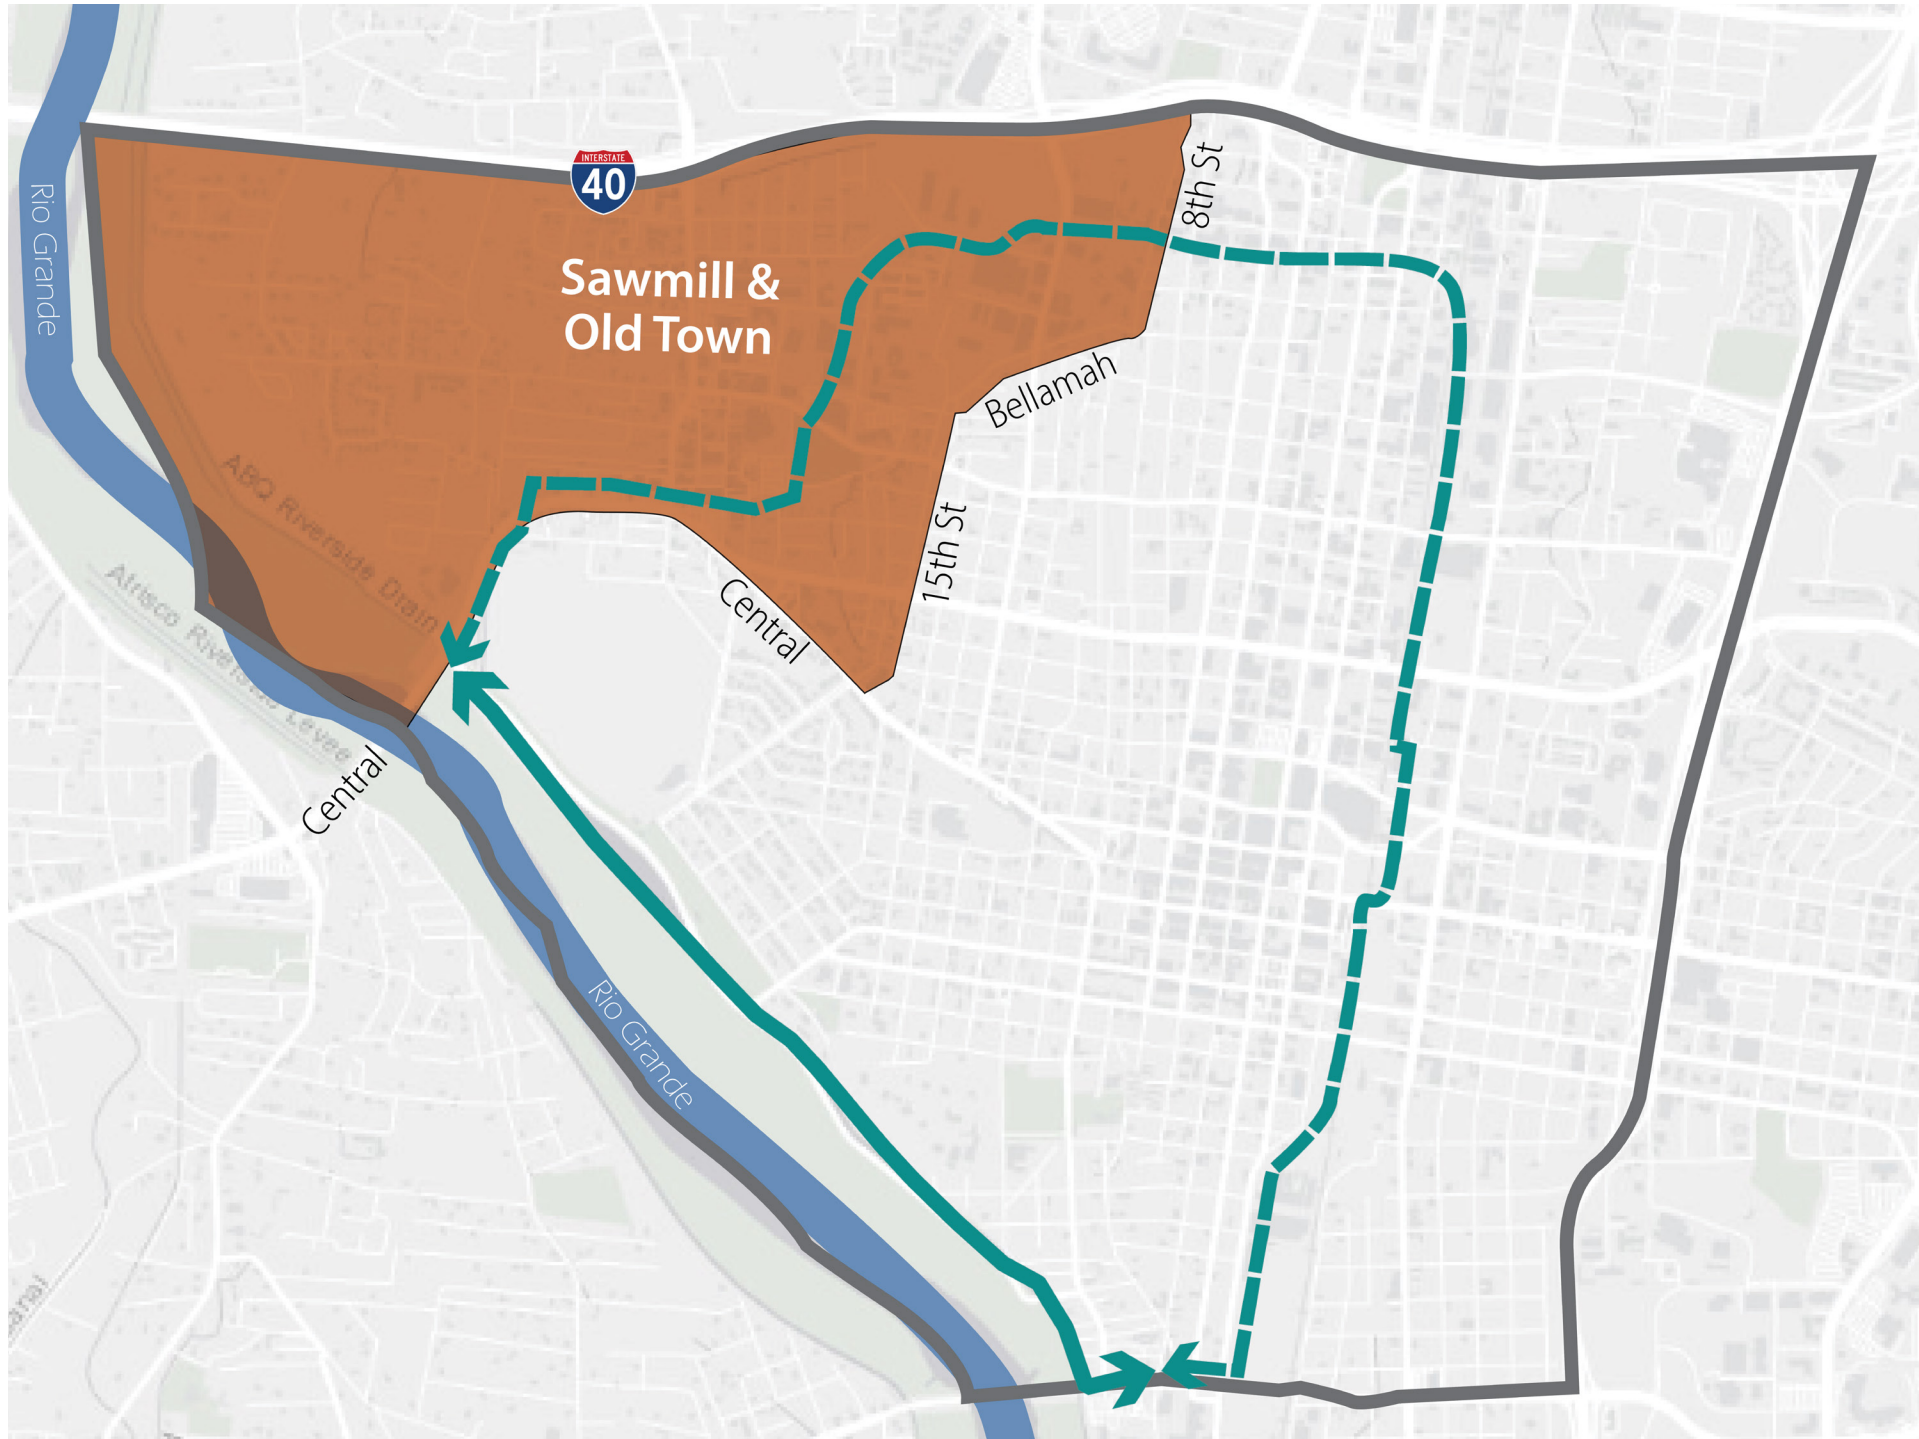 INTERSTATE
40
8th St
Rio Grande
Sawmill &
Old Town
Bellamah
ABQ Riverside Drain
15th St
Atrisco Riverside Levee
Central
Central
Rio Grande